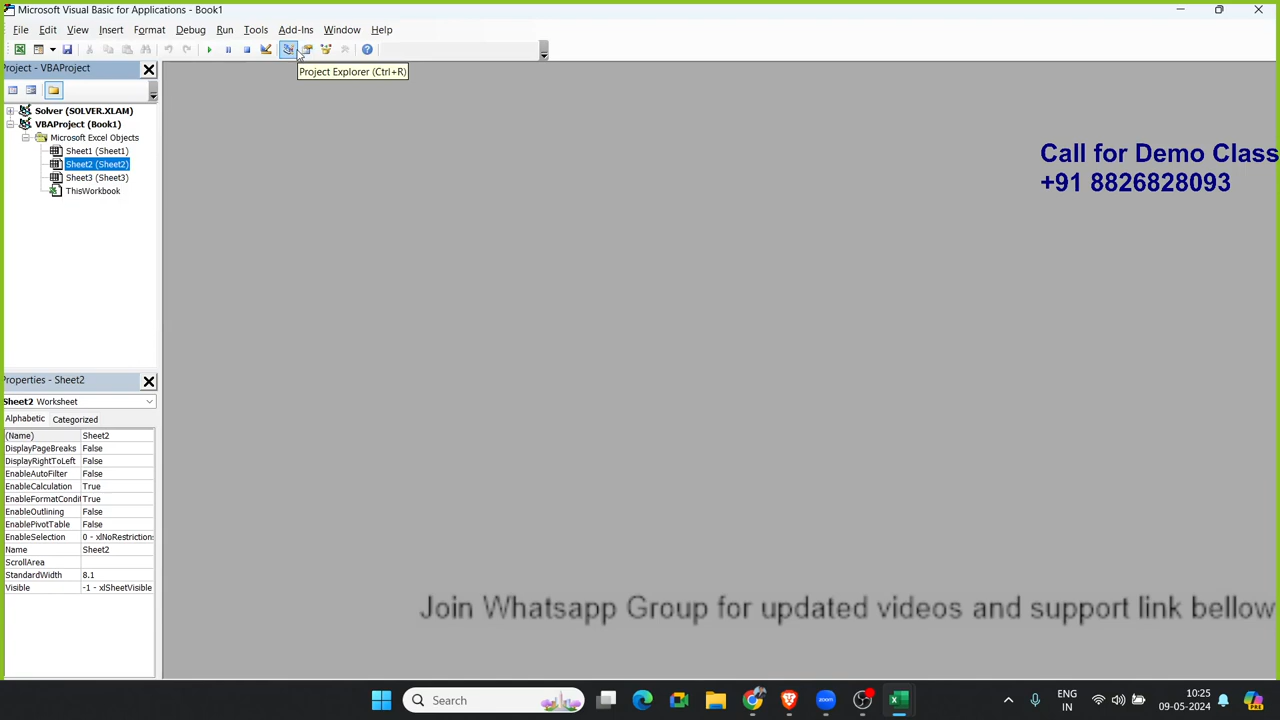 Microsoft Visual Basic for Applications - Book1
File Edit View Insert Format Debug Run Tools Add-Ins Window Help
Project Explorer (Ctrl+R)
Project - VBAProject
Solver (SOLVER.XLAM)
VBAProject (Book1)
Microsoft Excel Objects
Sheet1 (Sheet1)
Sheet2 (Sheet2)
Sheet3 (Sheet3)
ThisWorkbook
Call for Demo Class
+91 8826828093
Properties - Sheet2
Sheet2 Worksheet
Alphabetic Categorized
(Name) Sheet2
DisplayPageBreaks False
DisplayRightToLeft False
EnableAutoFilter False
EnableCalculation True
EnableFormatCondi True
EnableOutlining False
EnablePivotTable False
EnableSelection 0 - xlNoRestrictions
Name Sheet2
ScrollArea
StandardWidth 8.1
Visible -1 - xlSheetVisible
Join Whatsapp Group for updated videos and support link bellow
Search
ENG
IN
10:25
09-05-2024